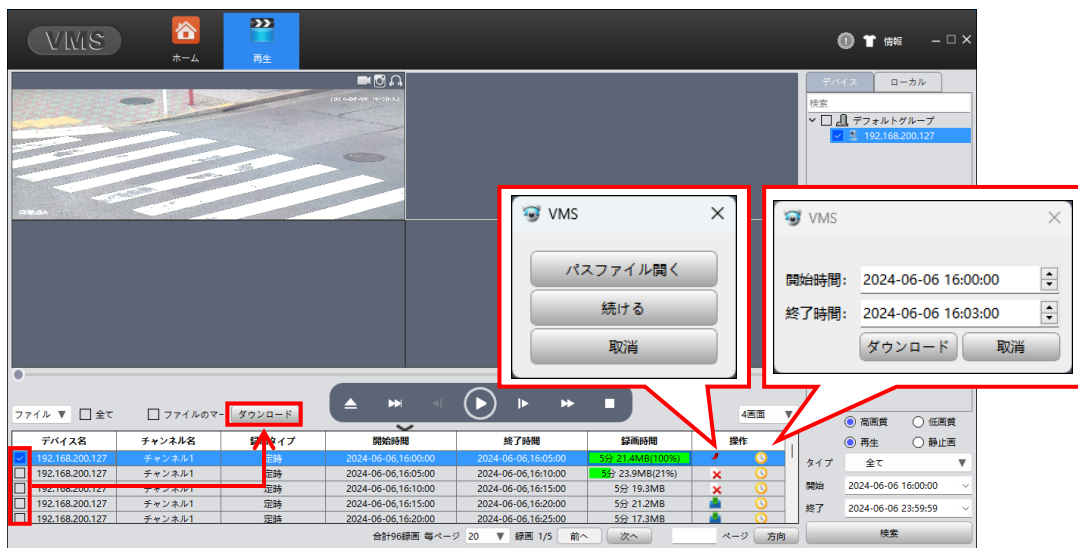 VMS
ホーム
再生
情報
2024-06-06 16:03:32
交差点A
デバイス ローカル
検索
デフォルトグループ
192.168.200.127
VMS
パスファイル開く
続ける
取消
VMS
開始時間: 2024-06-06 16:00:00
終了時間: 2024-06-06 16:03:00
ダウンロード 取消
ファイル ▼ 全て ファイルのマー ダウンロード
4画面 ▼
デバイス名 チャンネル名 録画タイプ 開始時間 終了時間 録画時間 操作
192.168.200.127 チャンネル1 定時 2024-06-06,16:00:00 2024-06-06,16:05:00 5分 21.4MB(100%)
192.168.200.127 チャンネル1 定時 2024-06-06,16:05:00 2024-06-06,16:10:00 5分 23.9MB(21%)
192.168.200.127 チャンネル1 定時 2024-06-06,16:10:00 2024-06-06,16:15:00 5分 19.3MB
192.168.200.127 チャンネル1 定時 2024-06-06,16:15:00 2024-06-06,16:20:00 5分 21.2MB
192.168.200.127 チャンネル1 定時 2024-06-06,16:20:00 2024-06-06,16:25:00 5分 17.3MB
合計96録画 毎ページ 20 ▼ 録画 1/5 前へ 次へ ページ 方向
高画質 低画質
再生 静止画
タイプ 全て ▼
開始 2024-06-06 16:00:00
終了 2024-06-06 23:59:59
検索